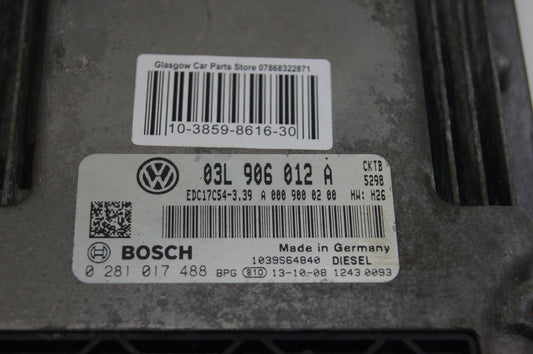 Glasgow Car Parts Store 07868322871
10-3859-8616-30
03L 906 012 A CKTB
EDC17C54-3.39 A 000 900 02 00 5298
HW: H26
BOSCH Made in Germany
1039S64840 DIESEL
0 281 017 488 BPG 810 13-10-08 1243 0093